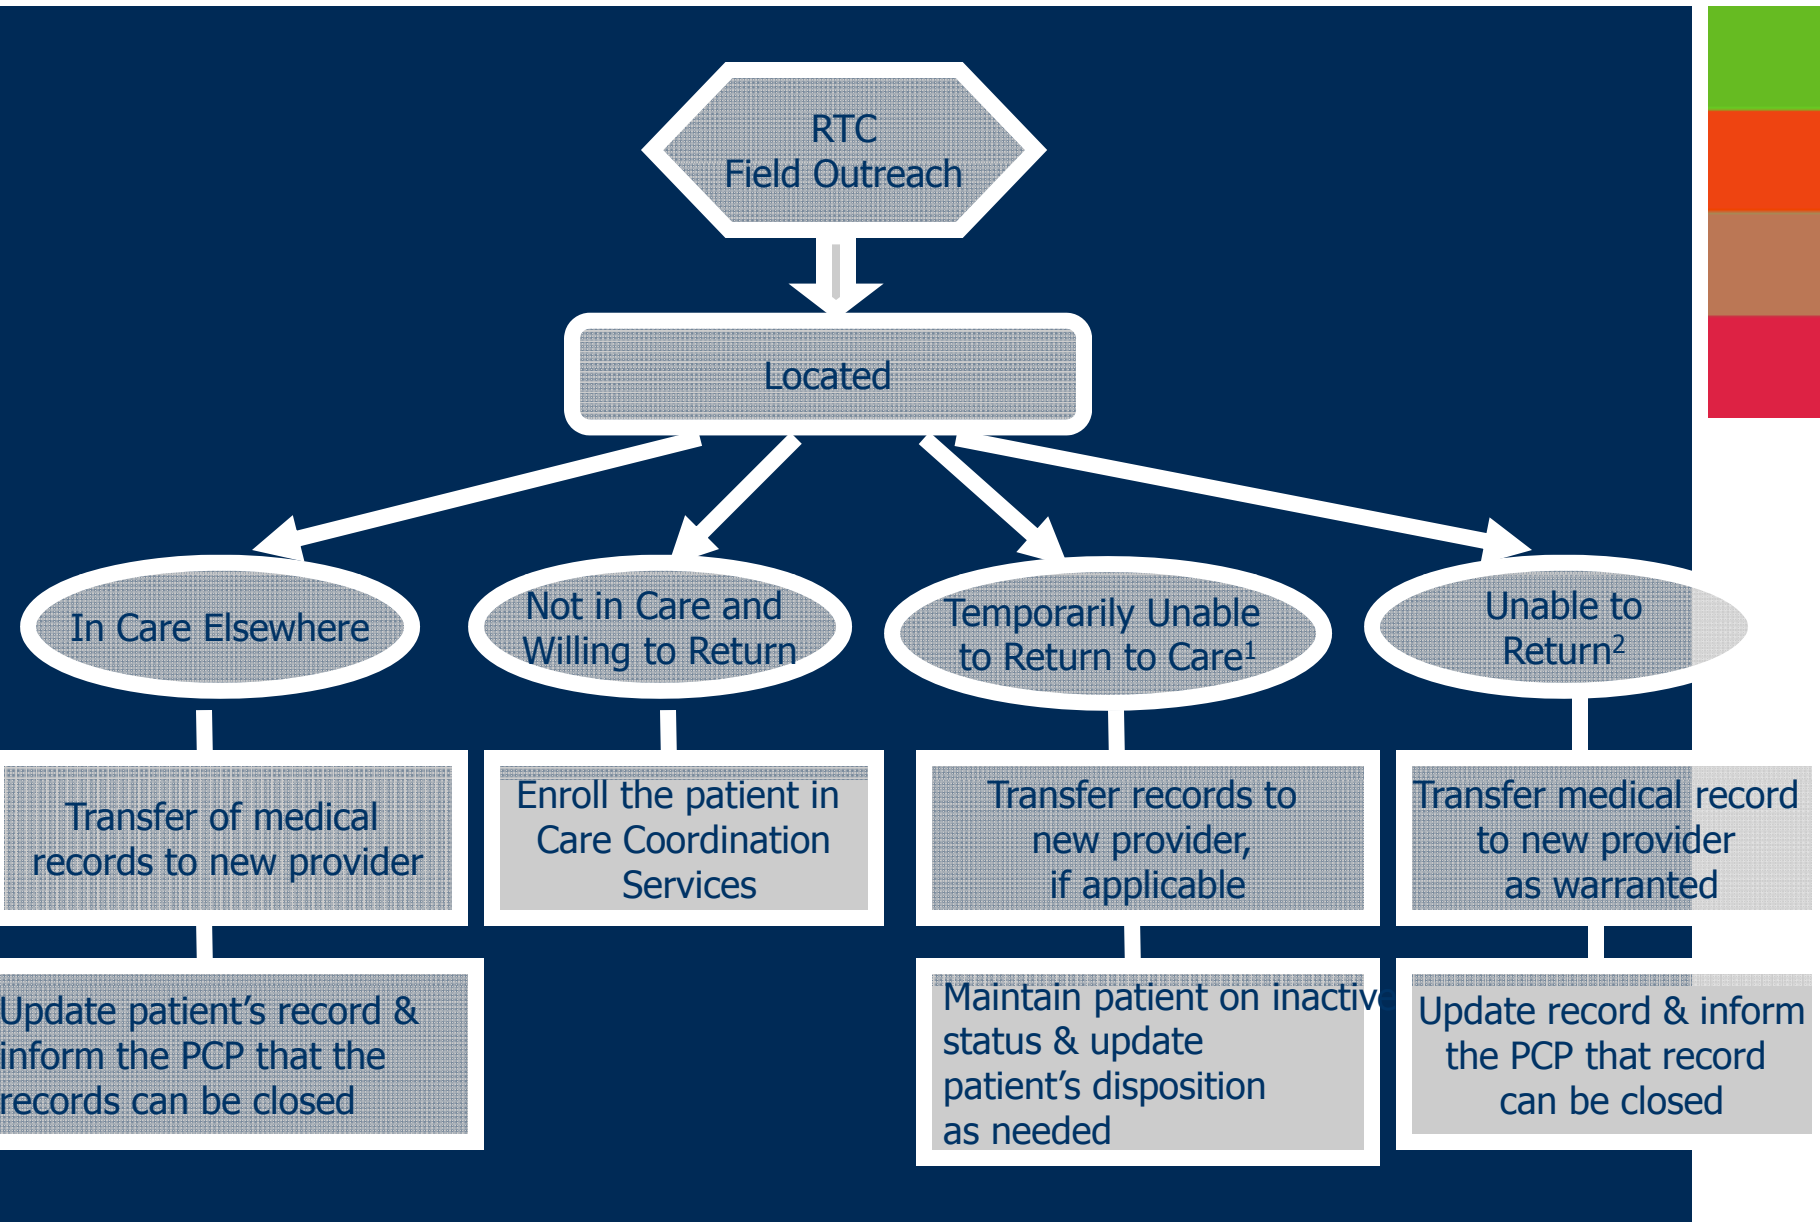 RTC
Field Outreach
Located
In Care Elsewhere
Not in Care and
Willing to Return
Temporarily Unable
to Return to Care¹
Unable to
Return²
Transfer of medical
records to new provider
Enroll the patient in
Care Coordination
Services
Transfer records to
new provider,
if applicable
Transfer medical record
to new provider
as warranted
Update patient’s record &
inform the PCP that the
records can be closed
Maintain patient on inactive
status & update
patient’s disposition
as needed
Update record & inform
the PCP that record
can be closed